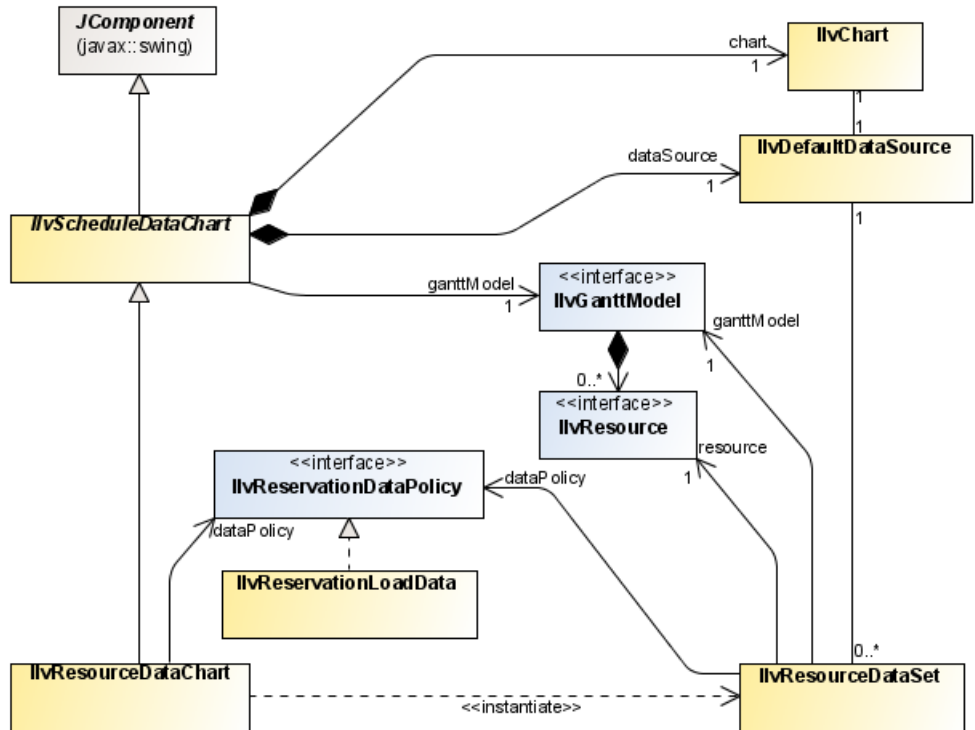 JComponent
(javax::swing)
IlvChart
chart
1
1
1
IlvDefaultDataSource
dataSource
1
1
IlvScheduleDataChart
<<interface>>
IlvGanttModel
ganttModel
1
ganttModel
1
0..*
<<interface>>
IlvResource
resource
1
<<interface>>
IlvReservationDataPolicy
dataPolicy
dataPolicy
IlvReservationLoadData
0..*
IlvResourceDataChart
IlvResourceDataSet
<<instantiate>>